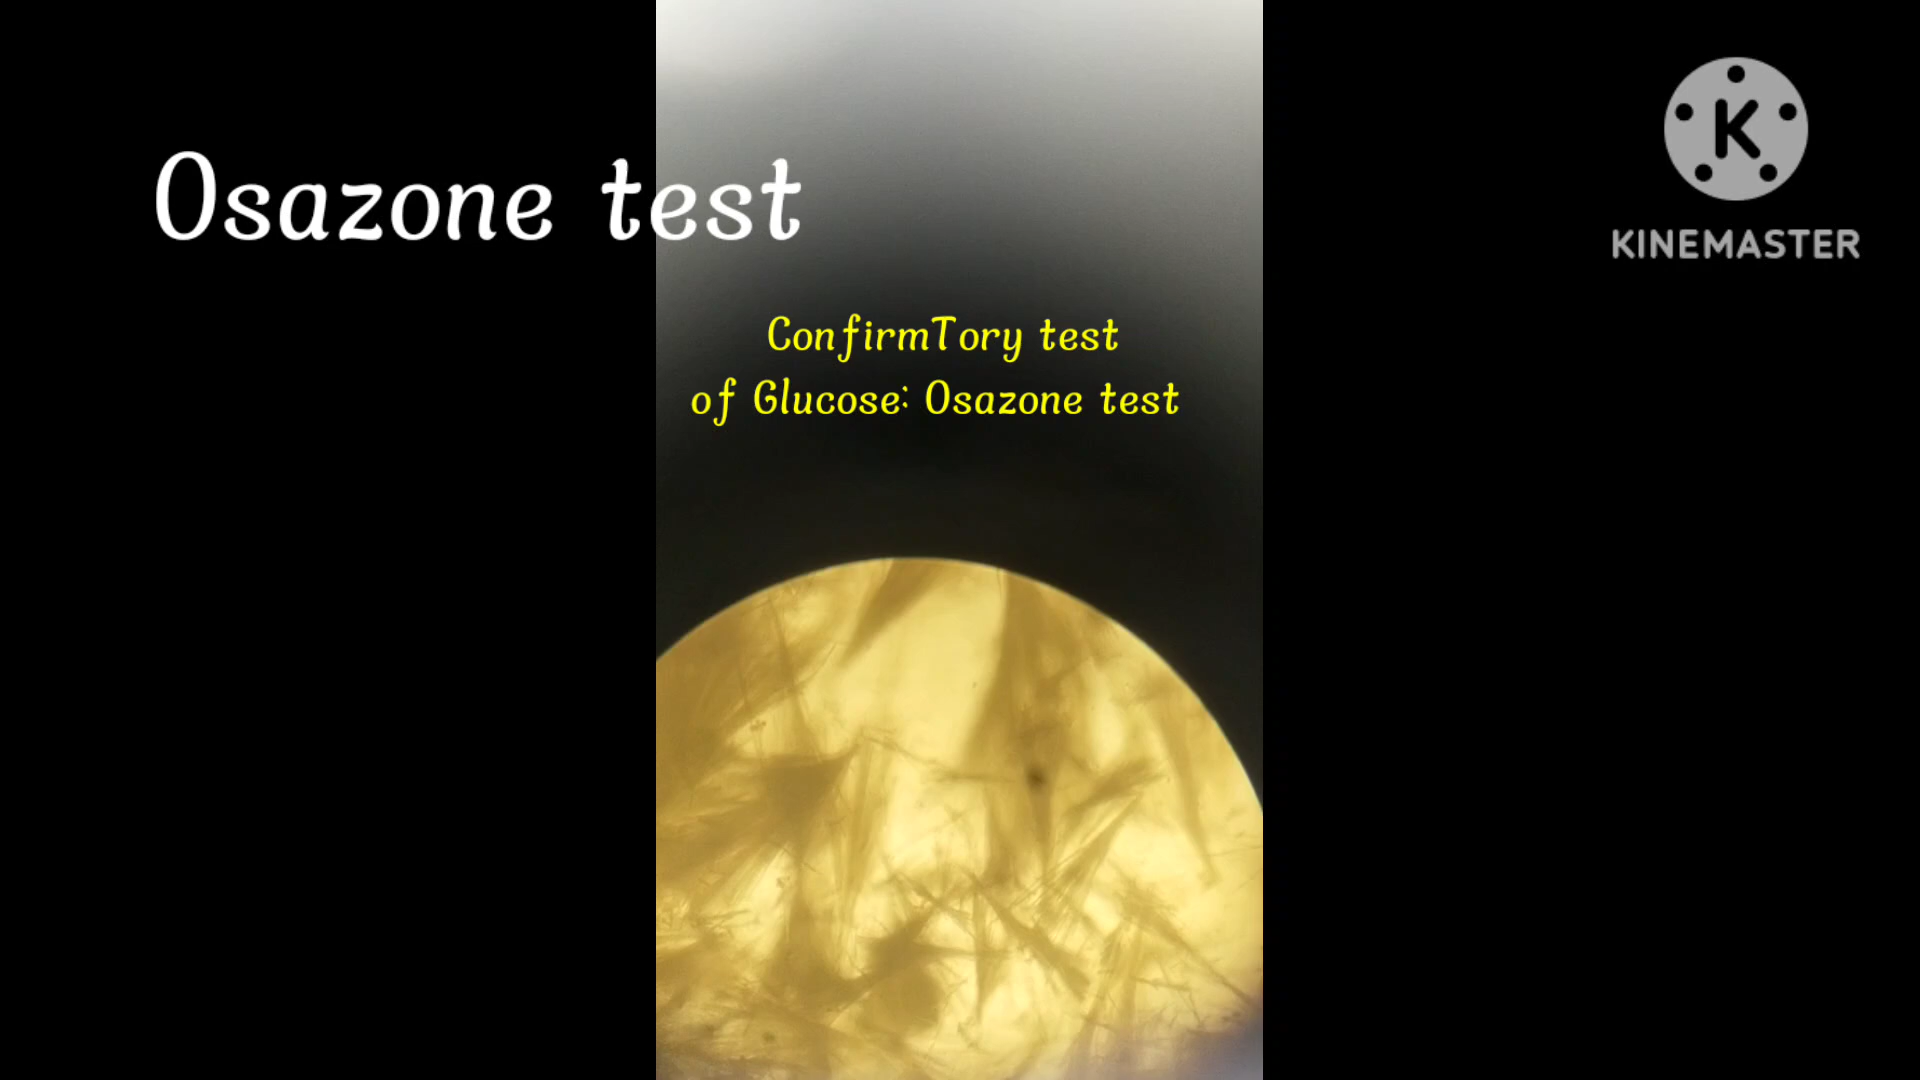 Osazone test
K
KINEMASTER
ConfirmTory test
of Glucose: Osazone test